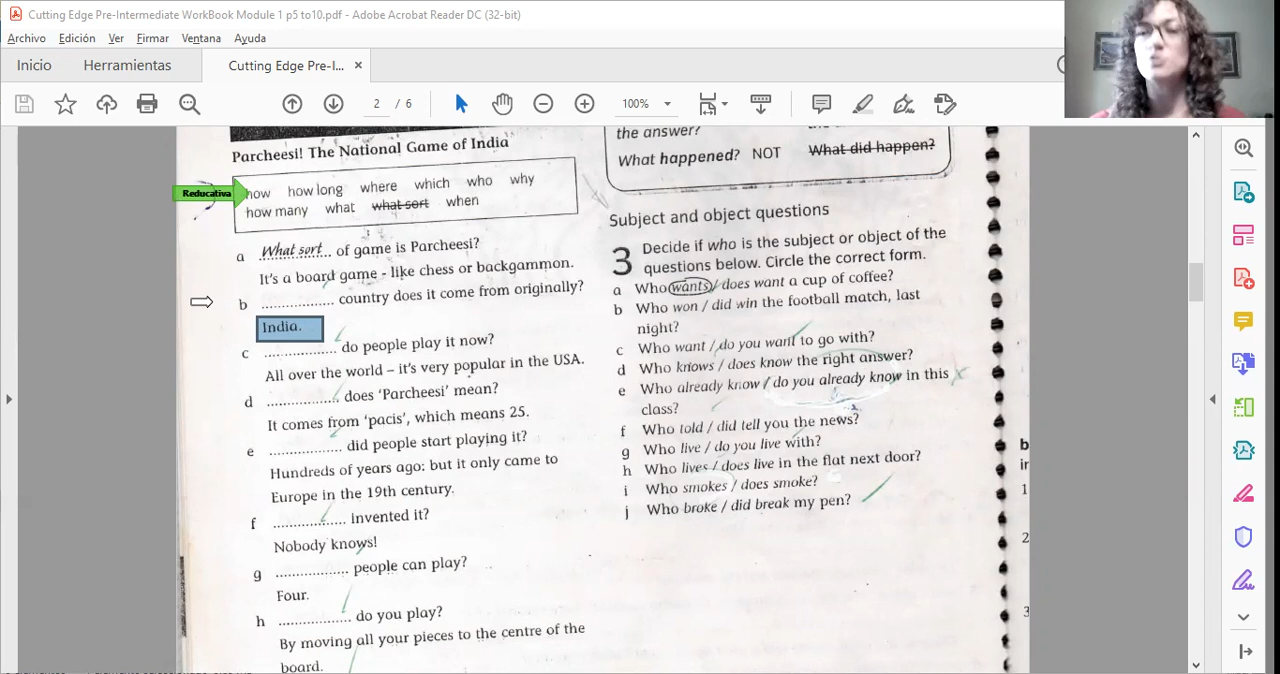 Cutting Edge Pre-Intermediate WorkBook Module 1 p5 to10.pdf - Adobe Acrobat Reader DC (32-bit)
Archivo Edición Ver Firmar Ventana Ayuda
Inicio Herramientas Cutting Edge Pre-I... ×
2 / 6 100%
Parcheesi! The National Game of India
Reducativa
how how long where which who why
how many what what sort when
a What sort of game is Parcheesi?
It's a board game - like chess or backgammon.
b .................. country does it come from originally?
India.
c .................. do people play it now?
All over the world – it's very popular in the USA.
d .................. does 'Parcheesi' mean?
It comes from 'pacis', which means 25.
e .................. did people start playing it?
Hundreds of years ago: but it only came to
Europe in the 19th century.
f .................. invented it?
Nobody knows!
g .................. people can play?
Four.
h .................. do you play?
By moving all your pieces to the centre of the
board.
the answer?
What happened? NOT What did happen?
Subject and object questions
3 Decide if who is the subject or object of the
questions below. Circle the correct form.
a Who wants / does want a cup of coffee?
b Who won / did win the football match, last
night?
c Who want / do you want to go with?
d Who knows / does know the right answer?
e Who already know / do you already know in this
class?
f Who told / did tell you the news?
g Who live / do you live with?
h Who lives / does live in the flat next door?
i Who smokes / does smoke?
j Who broke / did break my pen?
b
in
1
2
3